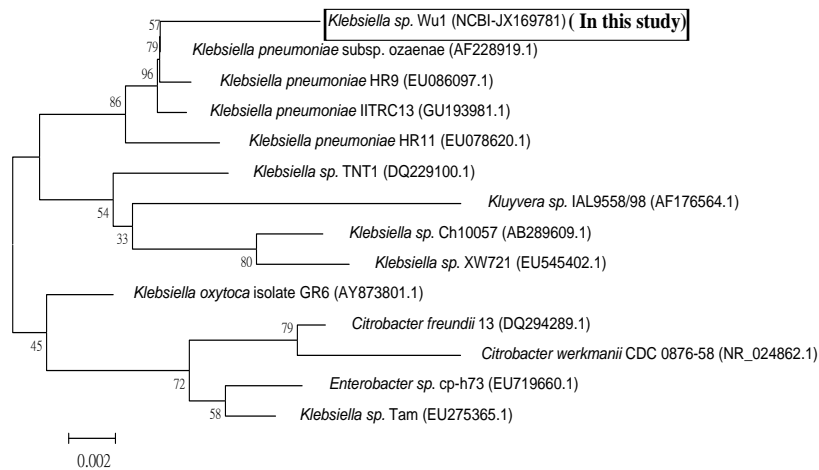 57
Klebsiella sp. Wu1 (NCBI-JX169781) ( In this study)
79
Klebsiella pneumoniae subsp. ozaenae (AF228919.1)
96
Klebsiella pneumoniae HR9 (EU086097.1)
86
Klebsiella pneumoniae IITRC13 (GU193981.1)
Klebsiella pneumoniae HR11 (EU078620.1)
Klebsiella sp. TNT1 (DQ229100.1)
54
Kluyvera sp. IAL9558/98 (AF176564.1)
33
Klebsiella sp. Ch10057 (AB289609.1)
80
Klebsiella sp. XW721 (EU545402.1)
Klebsiella oxytoca isolate GR6 (AY873801.1)
45
79
Citrobacter freundii 13 (DQ294289.1)
Citrobacter werkmanii CDC 0876-58 (NR_024862.1)
72
Enterobacter sp. cp-h73 (EU719660.1)
58
Klebsiella sp. Tam (EU275365.1)
0.002